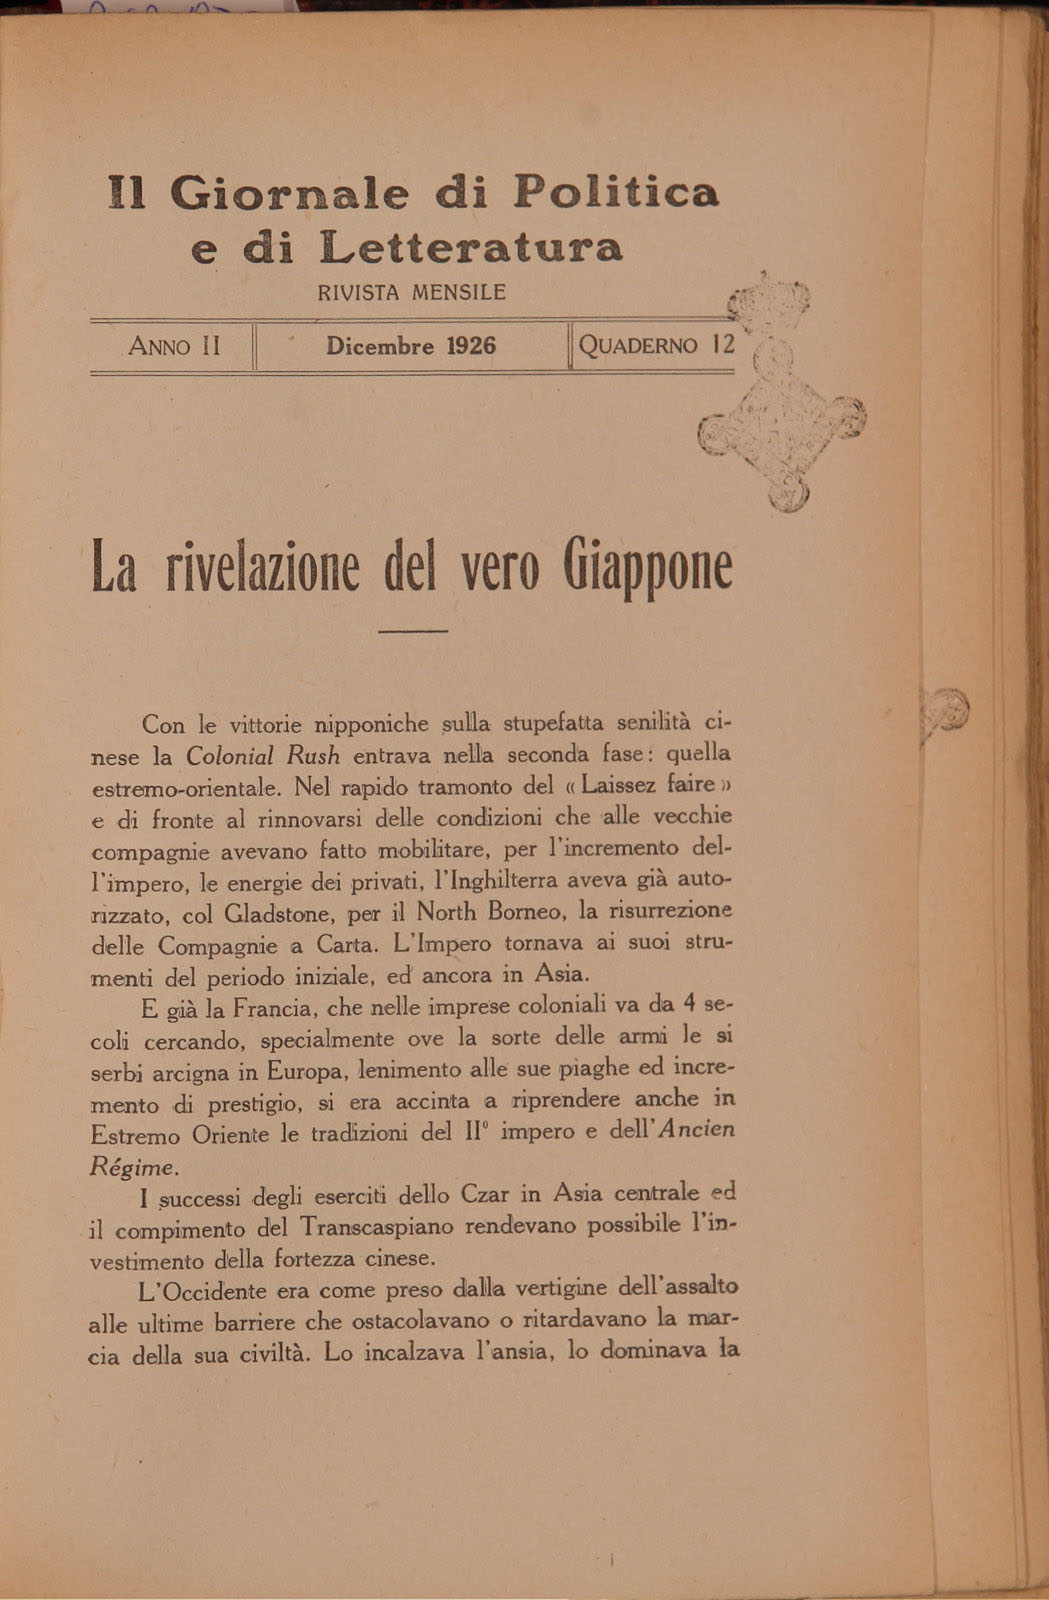 Il Giornale di Politica
e di Letteratura
RIVISTA MENSILE
ANNO II
Dicembre 1926
QUADERNO 12
La rivelazione del vero Giappone
Con le vittorie nipponiche sulla stupefatta senilità ci-
nese la Colonial Rush entrava nella seconda fase: quella
estremo-orientale. Nel rapido tramonto del « Laissez faire »
e di fronte al rinnovarsi delle condizioni che alle vecchie
compagnie avevano fatto mobilitare, per l'incremento del-
l'impero, le energie dei privati, l'Inghilterra aveva già auto-
rizzato, col Gladstone, per il North Borneo, la risurrezione
delle Compagnie a Carta. L'Impero tornava ai suoi stru-
menti del periodo iniziale, ed ancora in Asia.
E già la Francia, che nelle imprese coloniali va da 4 se-
coli cercando, specialmente ove la sorte delle armi le si
serbi arcigna in Europa, lenimento alle sue piaghe ed incre-
mento di prestigio, si era accinta a riprendere anche in
Estremo Oriente le tradizioni del II° impero e dell'Ancien
Régime.
I successi degli eserciti dello Czar in Asia centrale ed
il compimento del Transcaspiano rendevano possibile l'in-
vestimento della fortezza cinese.
L'Occidente era come preso dalla vertigine dell'assalto
alle ultime barriere che ostacolavano o ritardavano la mar-
cia della sua civiltà. Lo incalzava l'ansia, lo dominava la